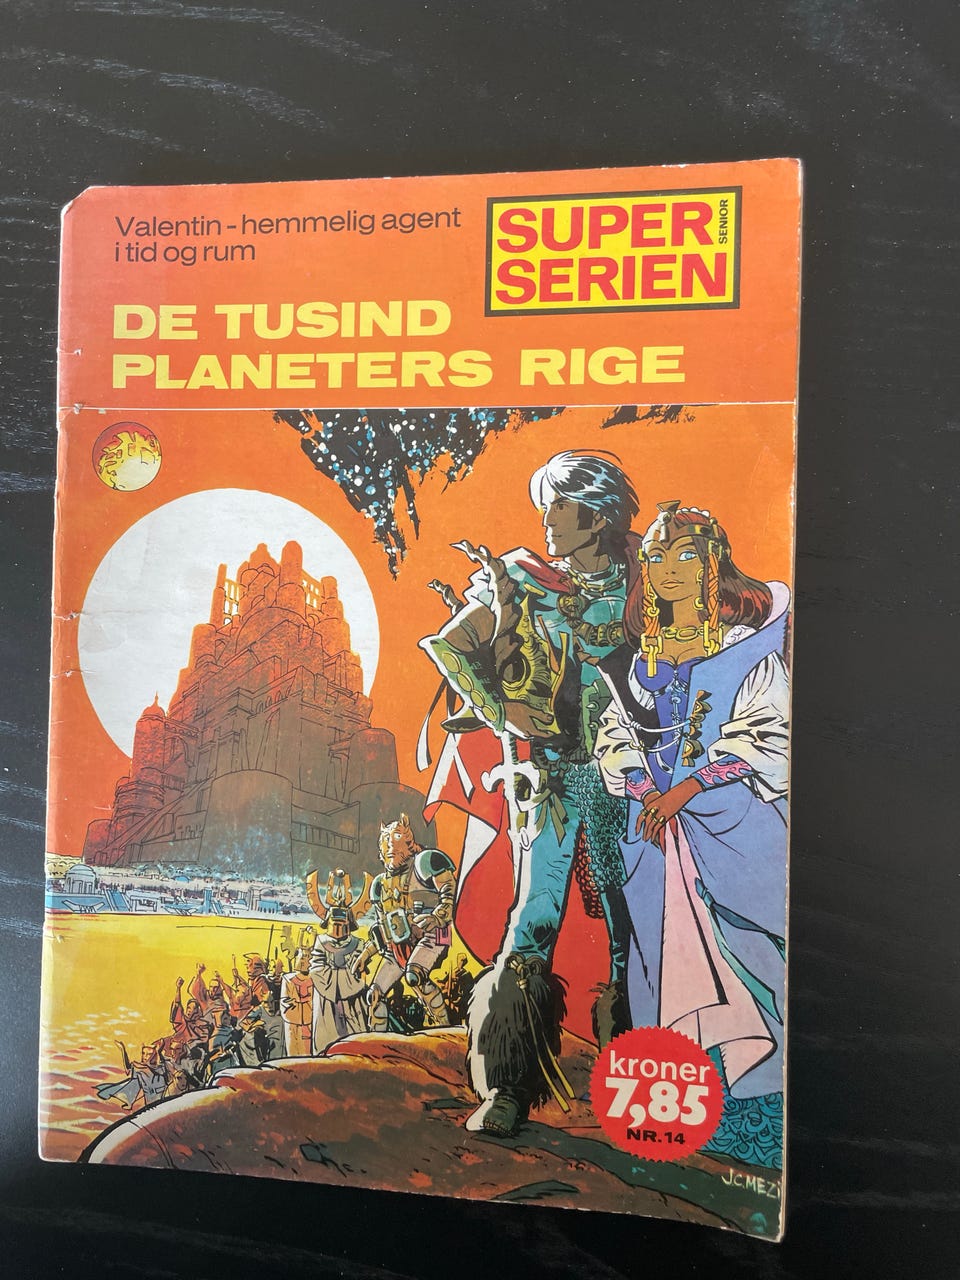 Valentin - hemmelig agent
i tid og rum
SUPER
SENIOR
SERIEN
DE TUSIND
PLANETERS RIGE
kroner
7,85
NR. 14
J.C. MEZI